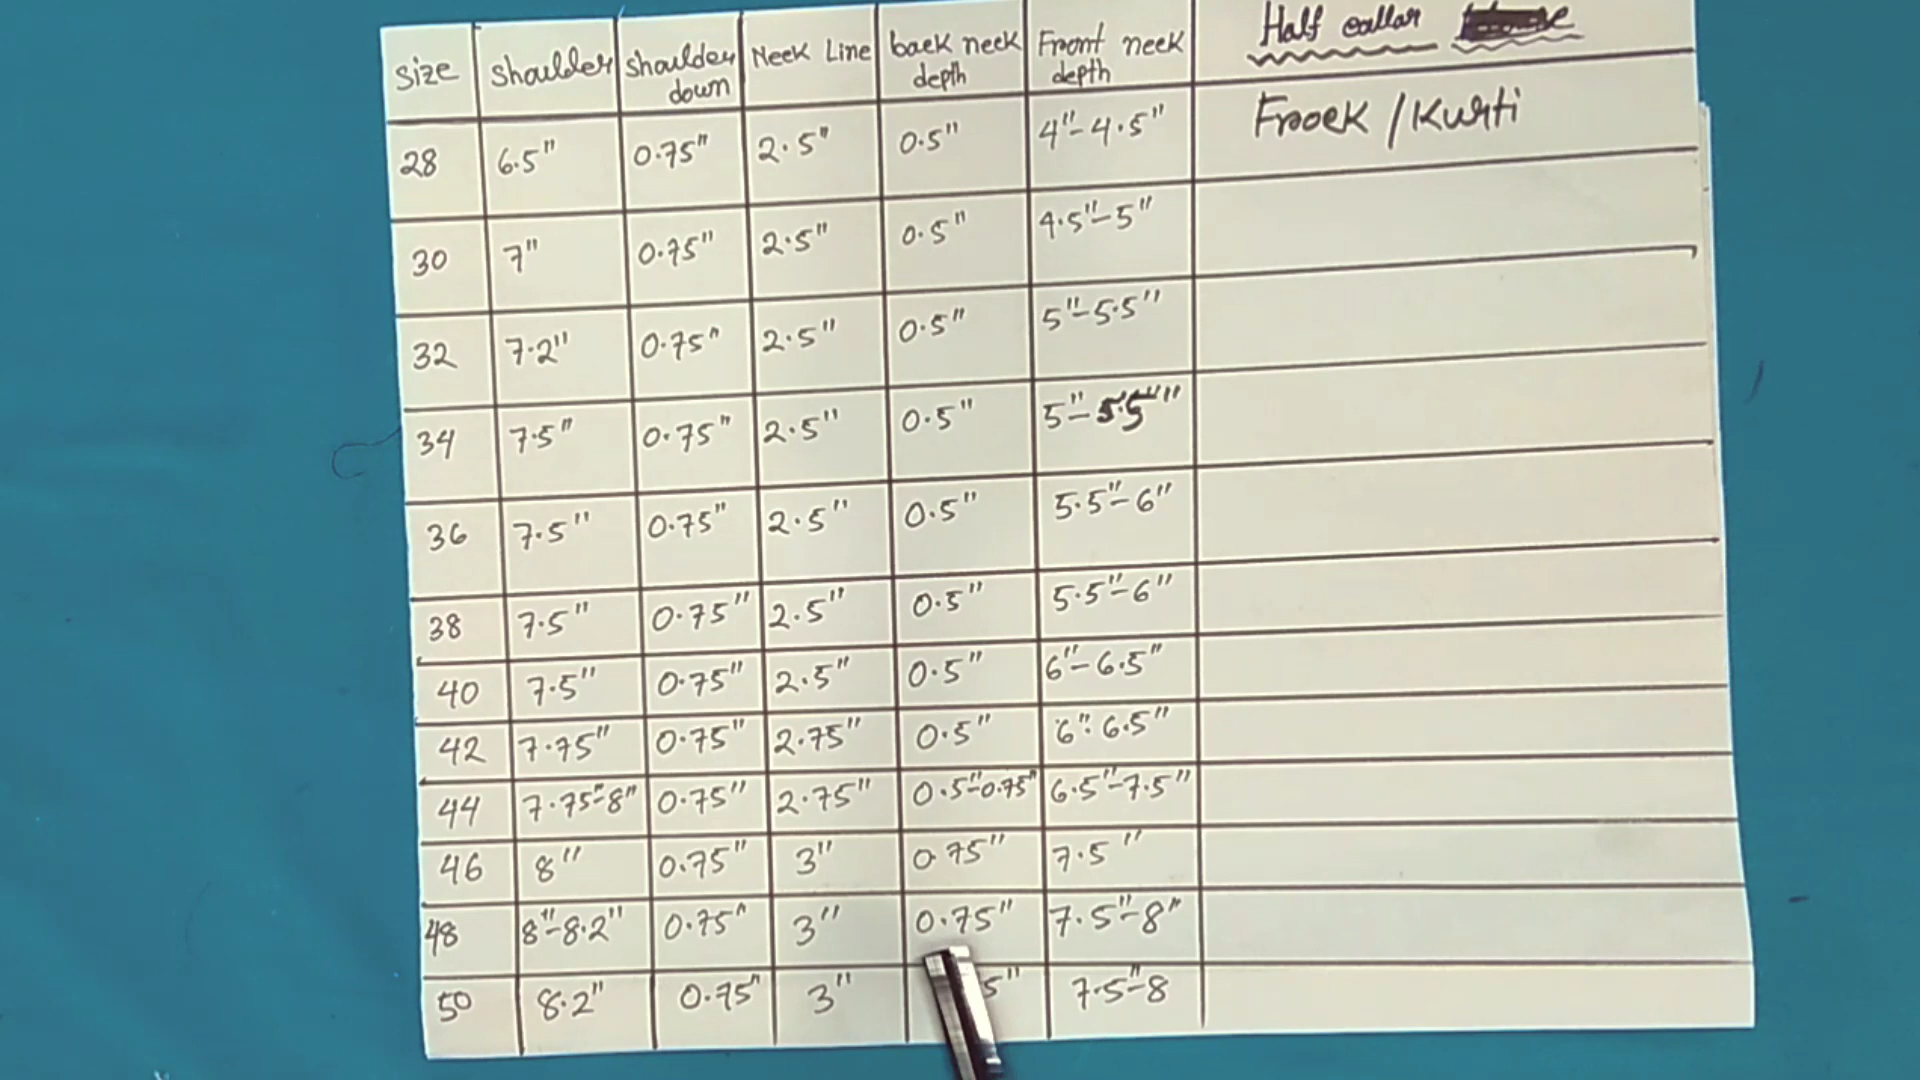 size shoulder shoulder down Neck Line back neck depth Front neck depth Half collar
28 6.5" 0.75" 2.5" 0.5" 4"-4.5" Frock / Kurti
30 7" 0.75" 2.5" 0.5" 4.5"-5"
32 7.2" 0.75" 2.5" 0.5" 5"-5.5"
34 7.5" 0.75" 2.5" 0.5" 5"-5.5"
36 7.5" 0.75" 2.5" 0.5" 5.5"-6"
38 7.5" 0.75" 2.5" 0.5" 5.5"-6"
40 7.5" 0.75" 2.5" 0.5" 6"-6.5"
42 7.75" 0.75" 2.75" 0.5" 6"-6.5"
44 7.75"-8" 0.75" 2.75" 0.5"-0.75" 6.5"-7.5"
46 8" 0.75" 3" 0.75" 7.5"
48 8"-8.2" 0.75" 3" 0.75" 7.5"-8"
50 8.2" 0.75" 3" 5" 7.5"-8